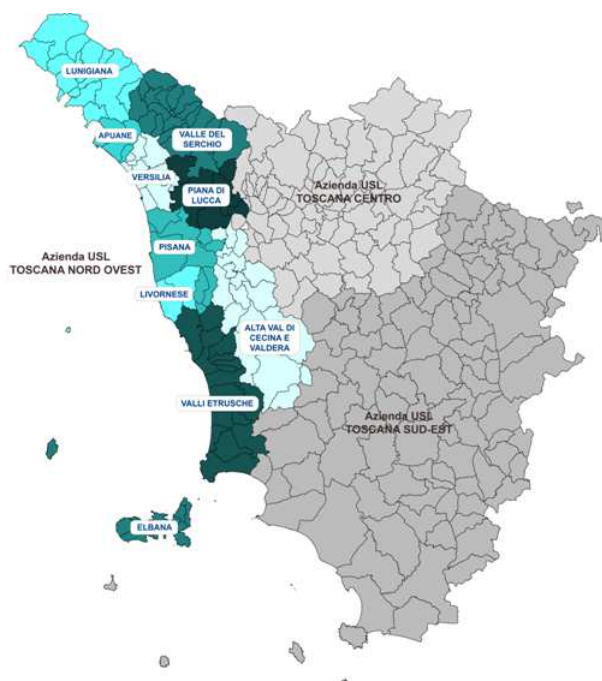 LUNIGIANA
APUANE
VALLE DEL
SERCHIO
VERSILIA
PIANA DI
LUCCA
Azienda USL
TOSCANA CENTRO
PISANA
Azienda USL
TOSCANA NORD OVEST
LIVORNESE
ALTA VAL DI
CECINA E
VALDERA
VALLI ETRUSCHE
Azienda USL
TOSCANA SUD-EST
ELBANA